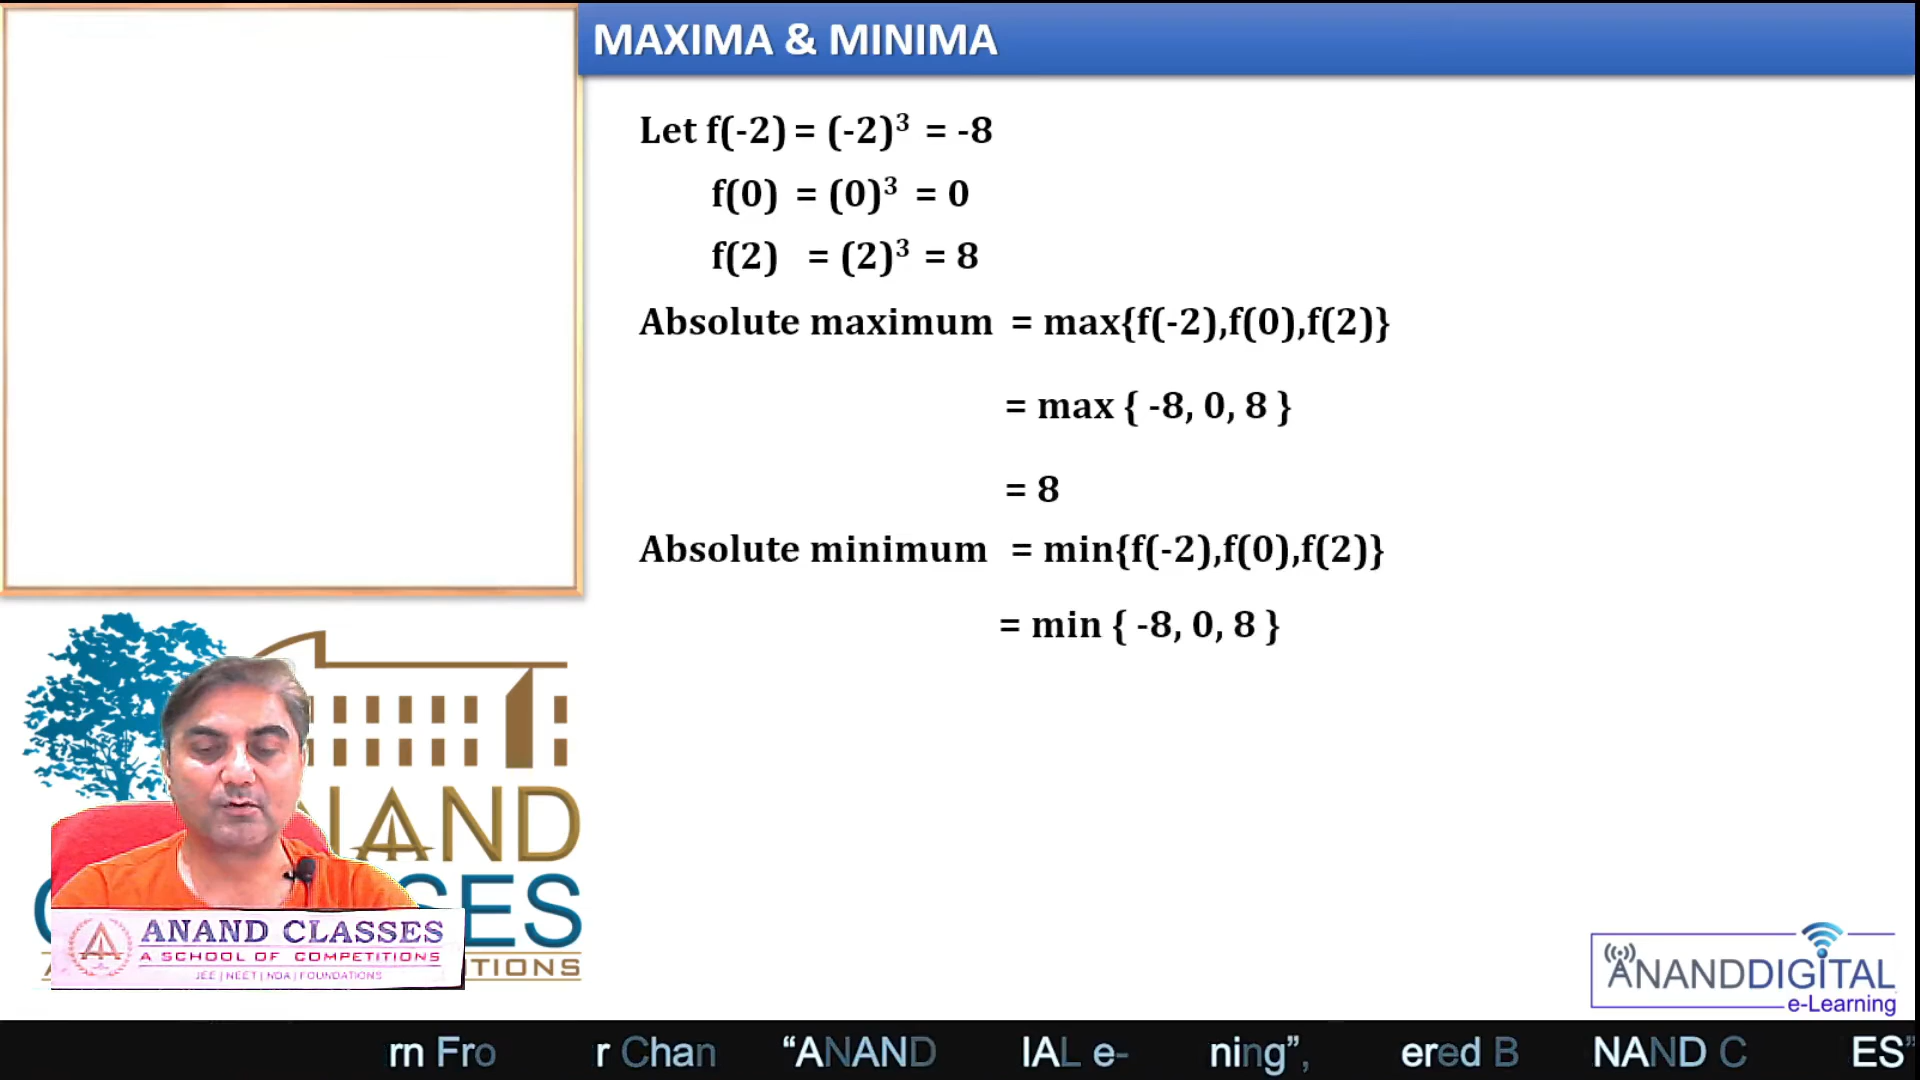 MAXIMA & MINIMA
Let f(-2) = (-2)³ = -8
f(0) = (0)³ = 0
f(2) = (2)³ = 8
Absolute maximum = max{f(-2),f(0),f(2)}
= max { -8, 0, 8 }
= 8
Absolute minimum = min{f(-2),f(0),f(2)}
= min { -8, 0, 8 }
ANAND CLASSES
A SCHOOL OF COMPETITIONS
JEE | NEET | NDA | FOUNDATIONS
ANANDDIGITAL
e-Learning
rn Fro r Chan “ANAND IAL e- ning”, ered B NAND C ES”